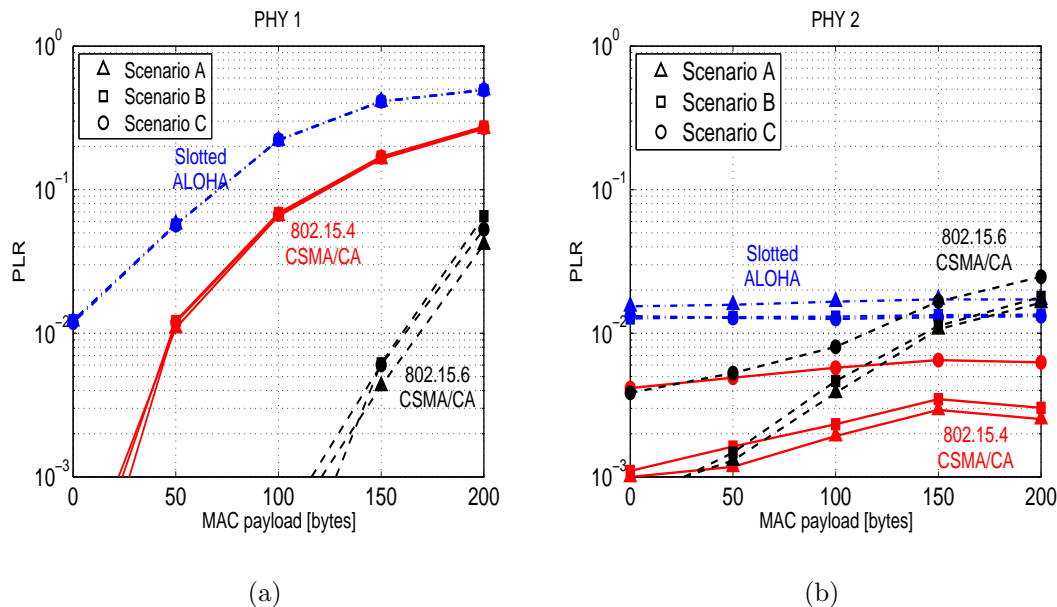 PHY 1
10^0
10^-1
10^-2
10^-3
PLR
Scenario A
Scenario B
Scenario C
Slotted
ALOHA
802.15.4
CSMA/CA
802.15.6
CSMA/CA
0 50 100 150 200
MAC payload [bytes]
(a)
PHY 2
10^0
10^-1
10^-2
10^-3
PLR
Scenario A
Scenario B
Scenario C
Slotted
ALOHA
802.15.6
CSMA/CA
802.15.4
CSMA/CA
0 50 100 150 200
MAC payload [bytes]
(b)